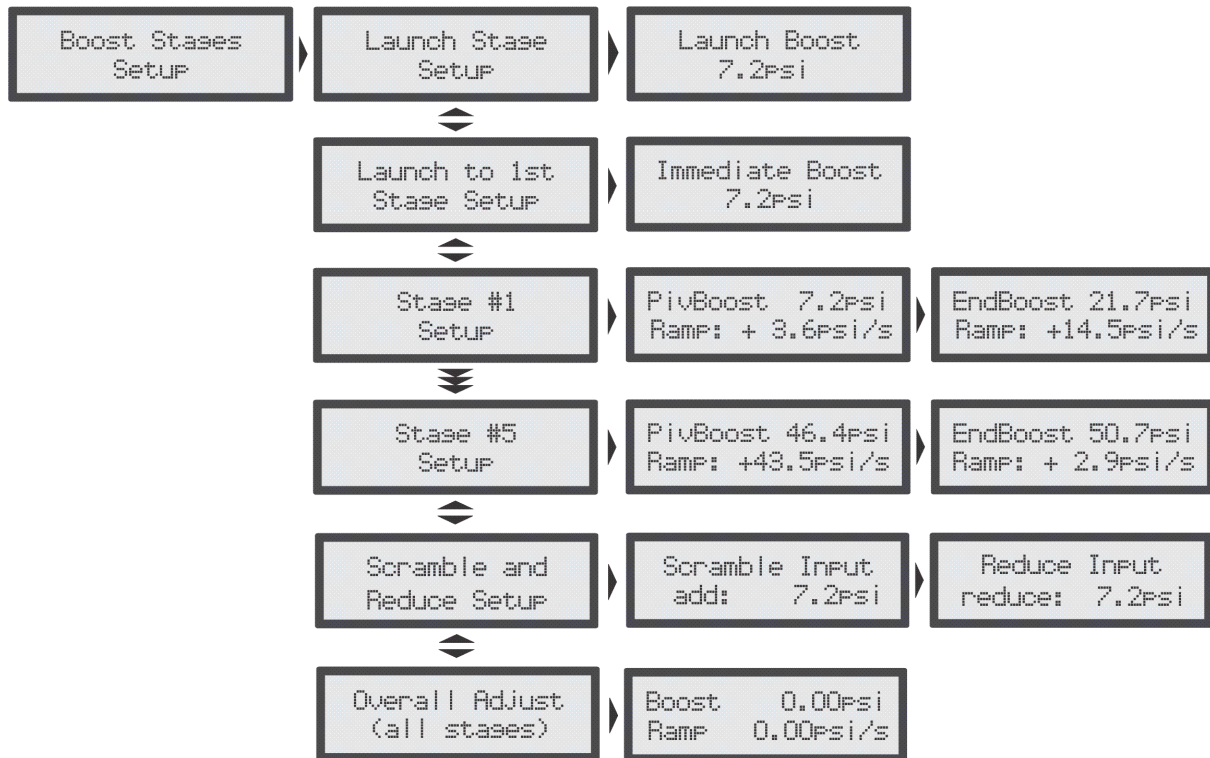 Boost Stages
Setup
Launch Stage
Setup
Launch Boost
7.2psi
Launch to 1st
Stage Setup
Immediate Boost
7.2psi
Stage #1
Setup
PivBoost 7.2psi
Ramp: + 3.6psi/s
EndBoost 21.7psi
Ramp: +14.5psi/s
Stage #5
Setup
PivBoost 46.4psi
Ramp: +43.5psi/s
EndBoost 50.7psi
Ramp: + 2.9psi/s
Scramble and
Reduce Setup
Scramble Input
add: 7.2psi
Reduce Input
reduce: 7.2psi
Overall Adjust
(all stages)
Boost 0.00psi
Ramp 0.00psi/s